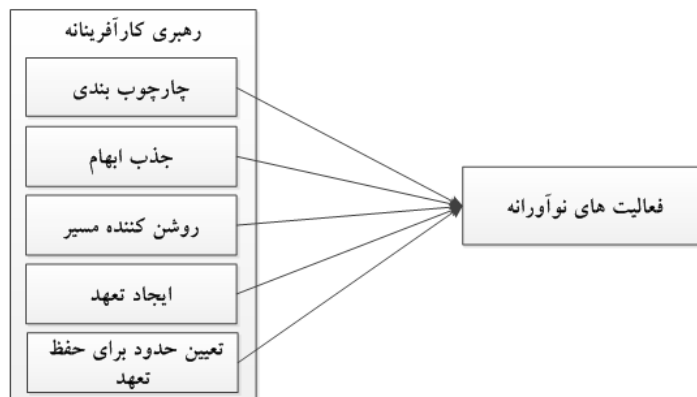 رهبری کارآفرینانه
چارچوب بندی
جذب ابهام
روشن کننده مسیر
ایجاد تعهد
تعیین حدود برای حفظ
تعهد
فعالیت های نوآورانه